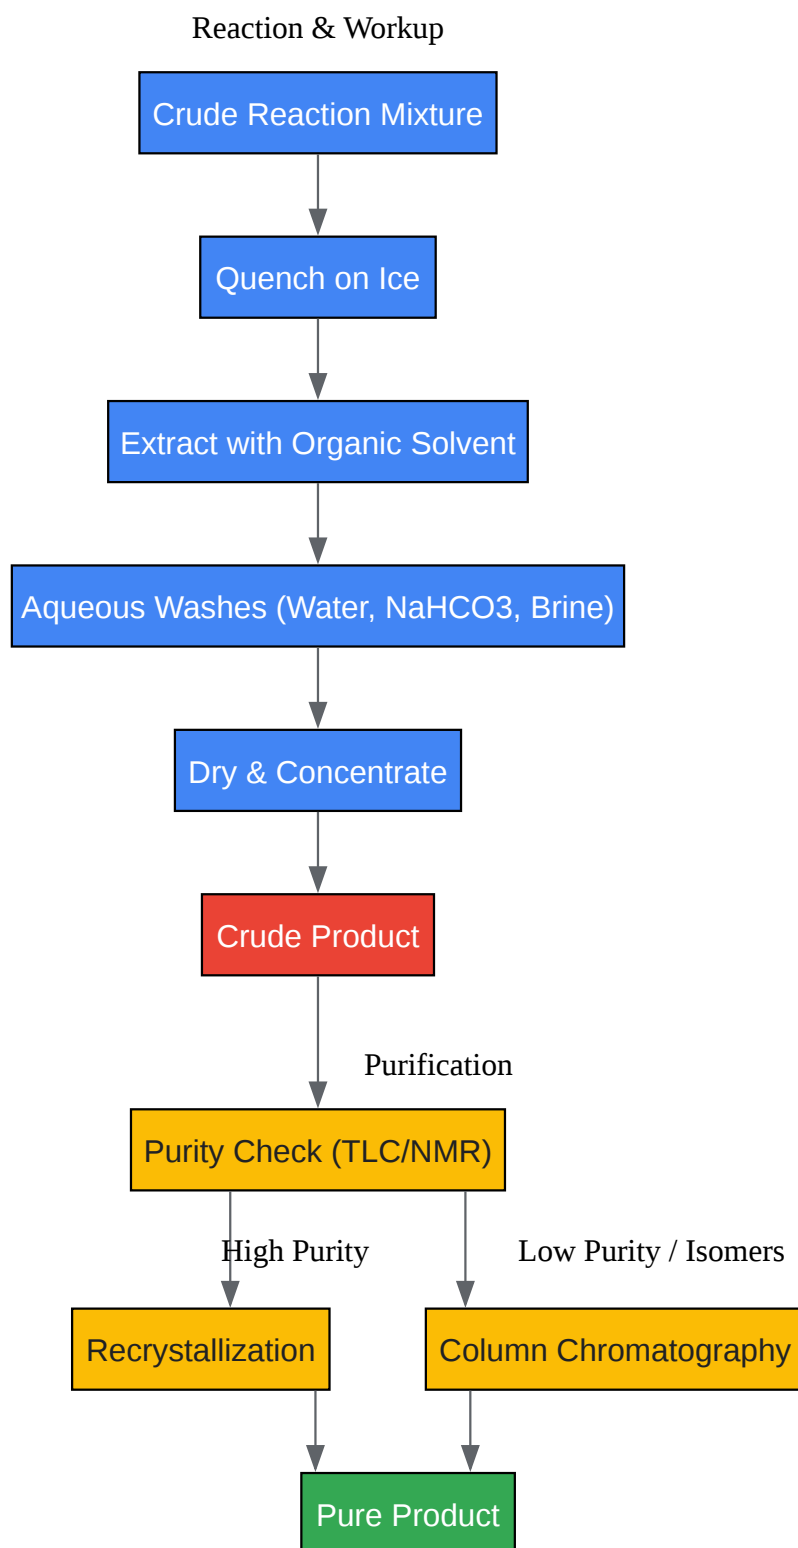 Reaction & Workup
Crude Reaction Mixture
Quench on Ice
Extract with Organic Solvent
Aqueous Washes (Water, NaHCO3, Brine)
Dry & Concentrate
Crude Product
Purification
Purity Check (TLC/NMR)
High Purity
Low Purity / Isomers
Recrystallization
Column Chromatography
Pure Product